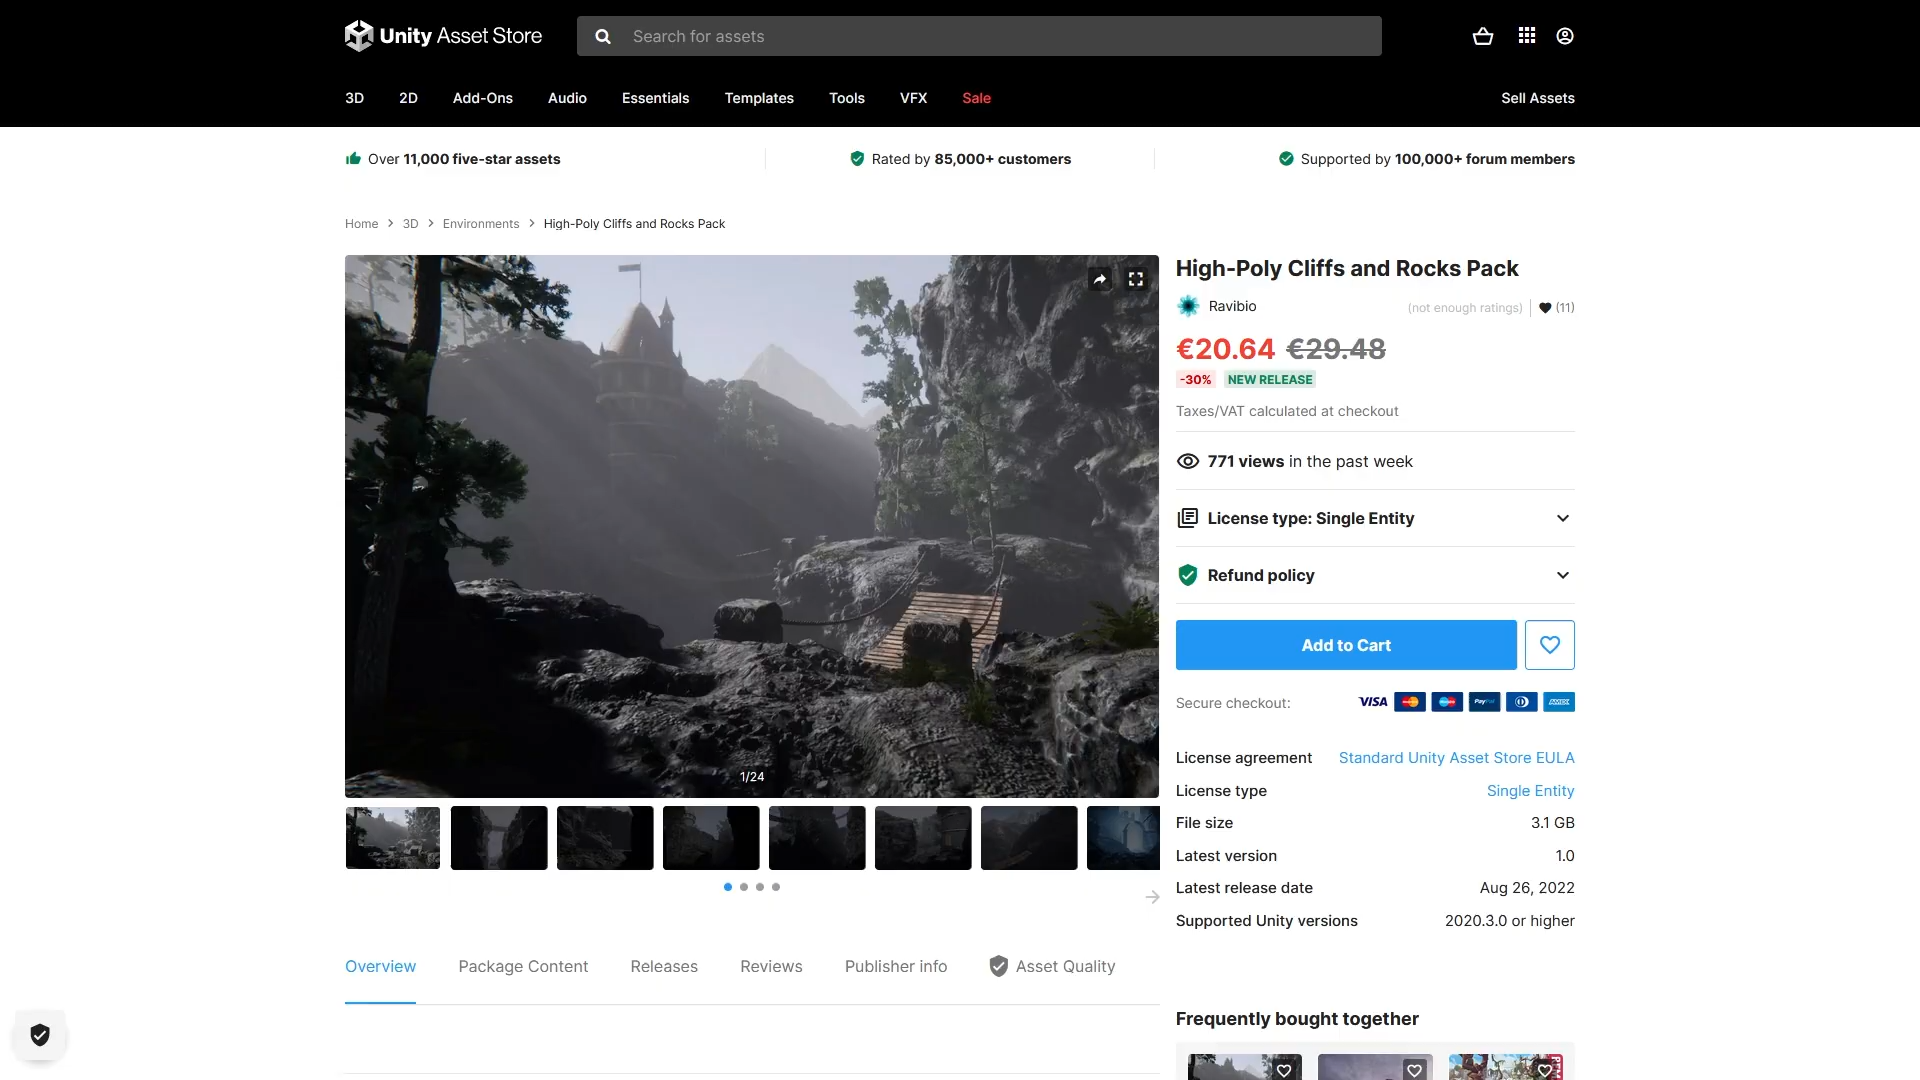 Unity Asset Store
Search for assets
3D 2D Add-Ons Audio Essentials Templates Tools VFX Sale Sell Assets
Over 11,000 five-star assets
Rated by 85,000+ customers
Supported by 100,000+ forum members
Home > 3D > Environments > High-Poly Cliffs and Rocks Pack
1/24
High-Poly Cliffs and Rocks Pack
Ravibio
(not enough ratings)
(11)
€20.64 €29.48
-30% NEW RELEASE
Taxes/VAT calculated at checkout
771 views in the past week
License type: Single Entity
Refund policy
Add to Cart
Secure checkout: VISA PayPal AMEX
License agreement Standard Unity Asset Store EULA
License type Single Entity
File size 3.1 GB
Latest version 1.0
Latest release date Aug 26, 2022
Supported Unity versions 2020.3.0 or higher
Overview Package Content Releases Reviews Publisher info Asset Quality
Frequently bought together